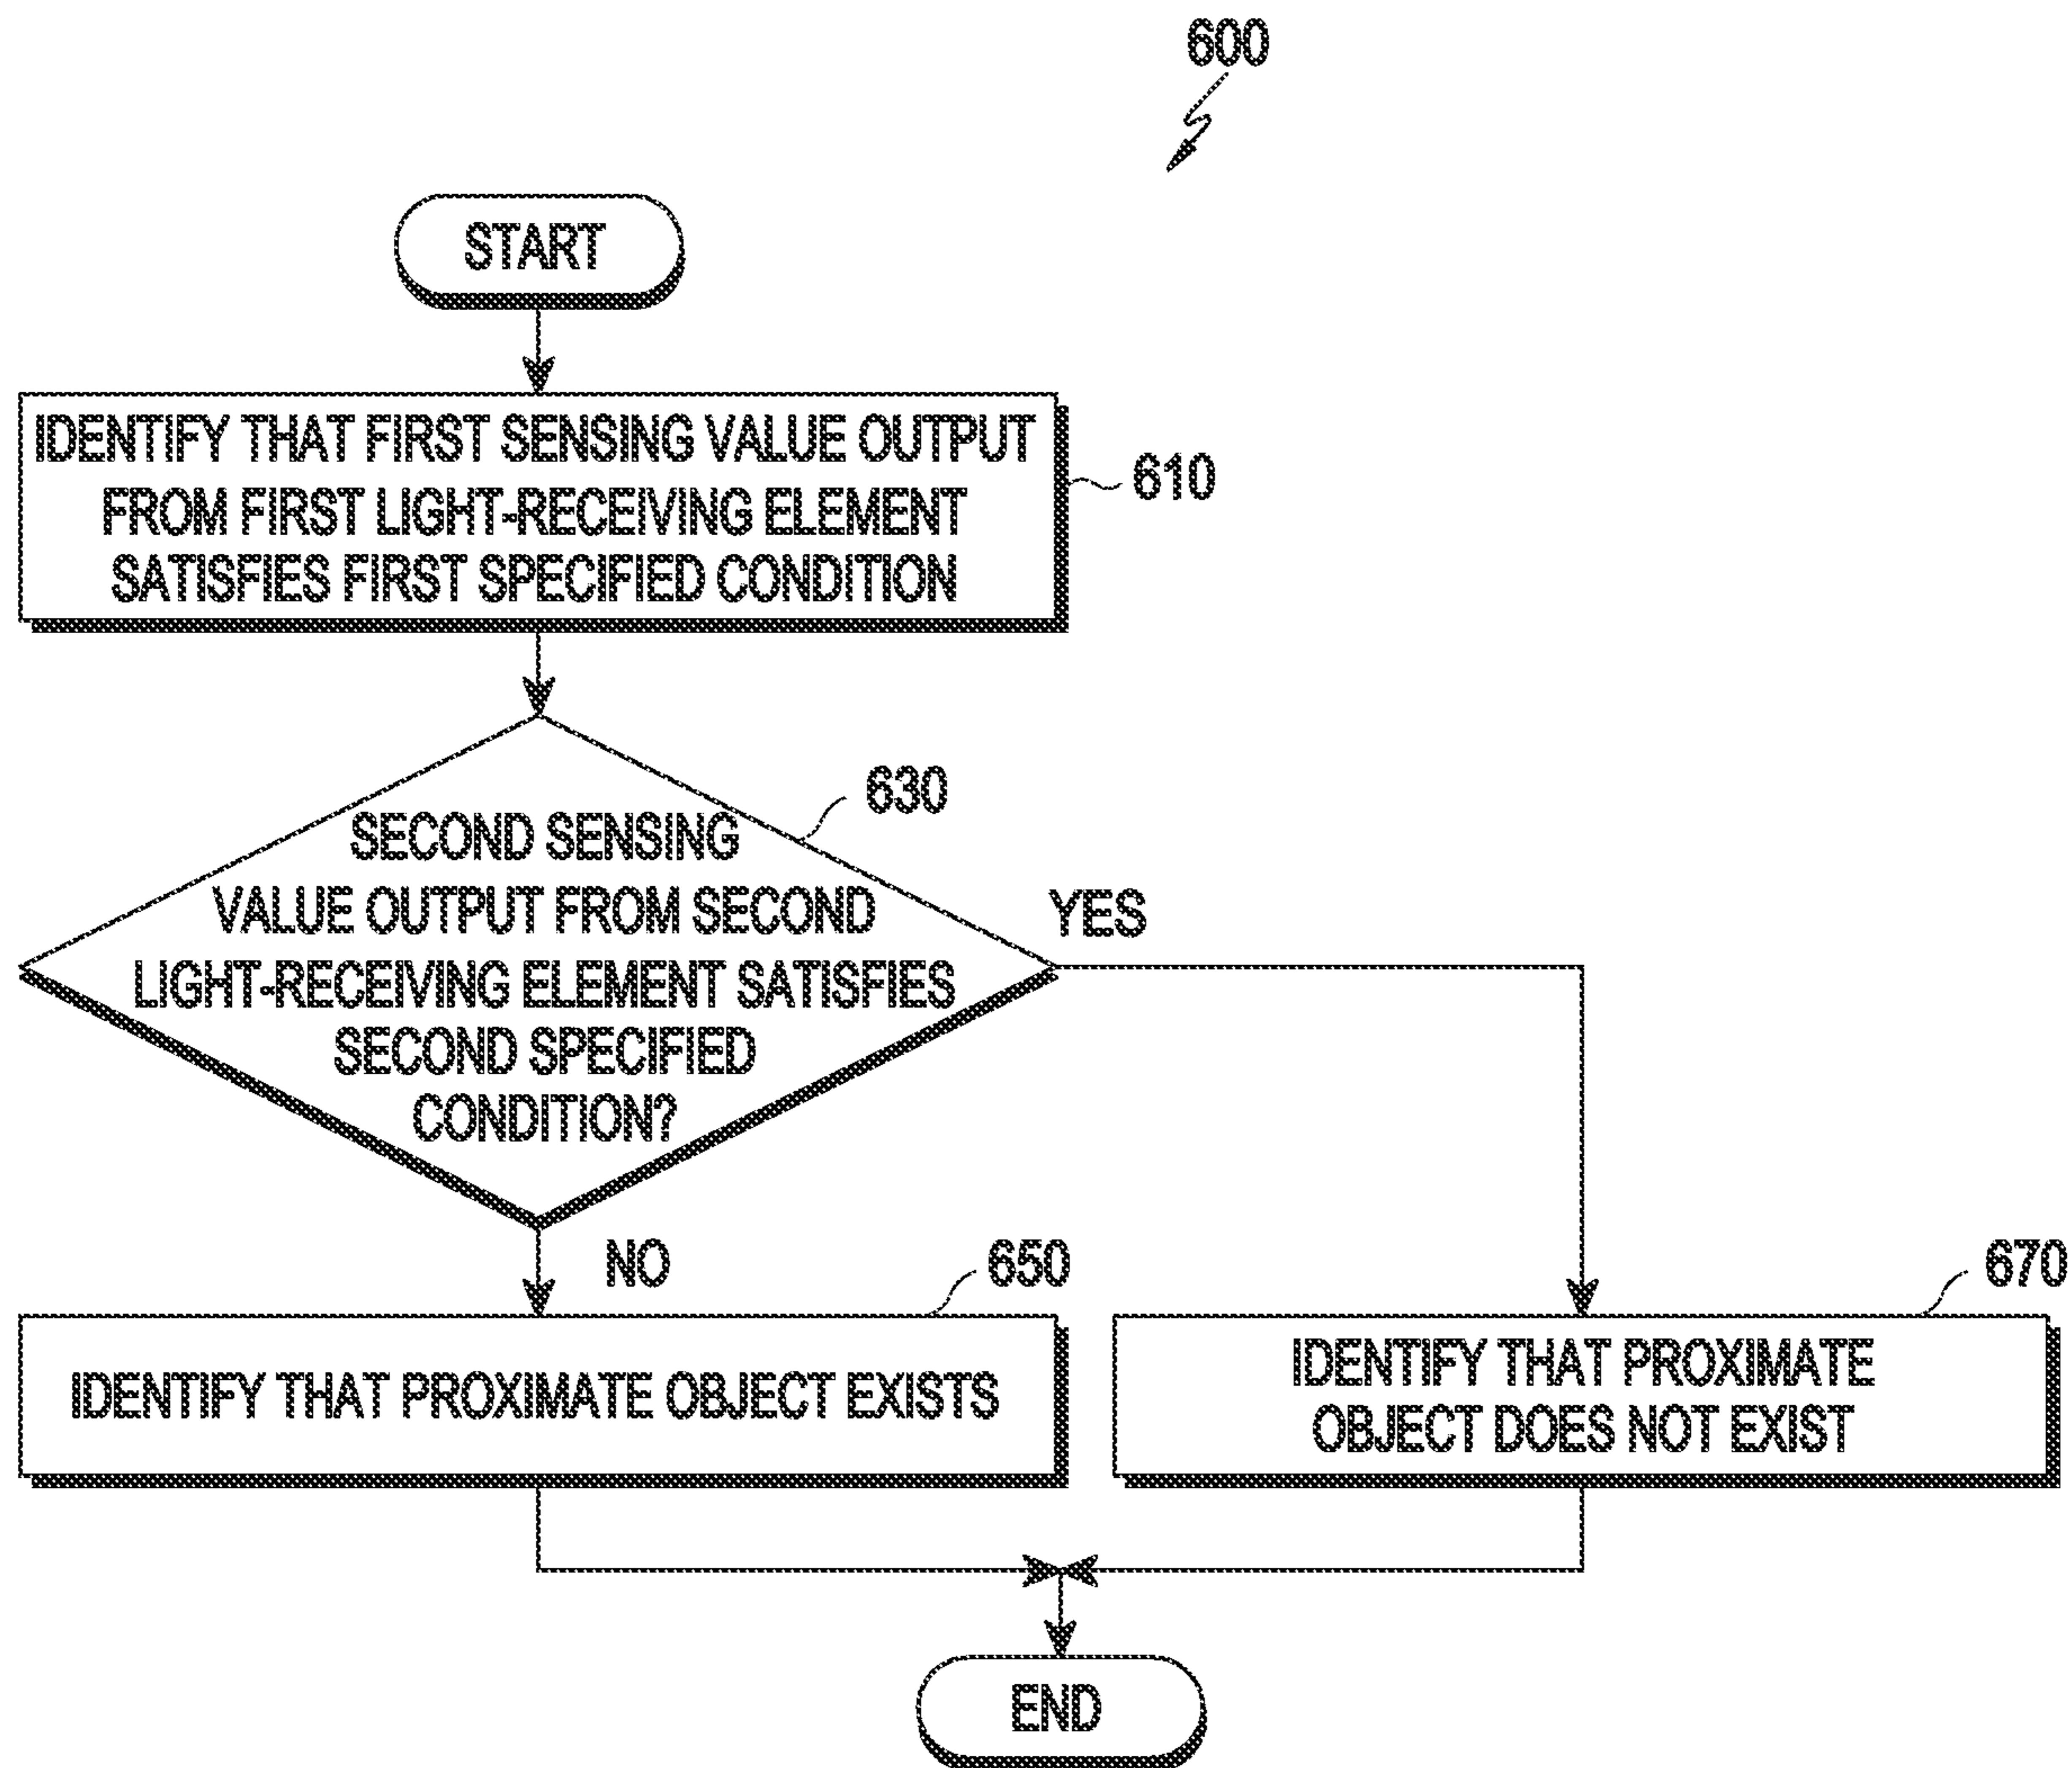 600
START
IDENTIFY THAT FIRST SENSING VALUE OUTPUT
FROM FIRST LIGHT-RECEIVING ELEMENT
SATISFIES FIRST SPECIFIED CONDITION
610
630
SECOND SENSING
VALUE OUTPUT FROM SECOND
LIGHT-RECEIVING ELEMENT SATISFIES
SECOND SPECIFIED
CONDITION?
YES
NO
650
IDENTIFY THAT PROXIMATE OBJECT EXISTS
670
IDENTIFY THAT PROXIMATE
OBJECT DOES NOT EXIST
END